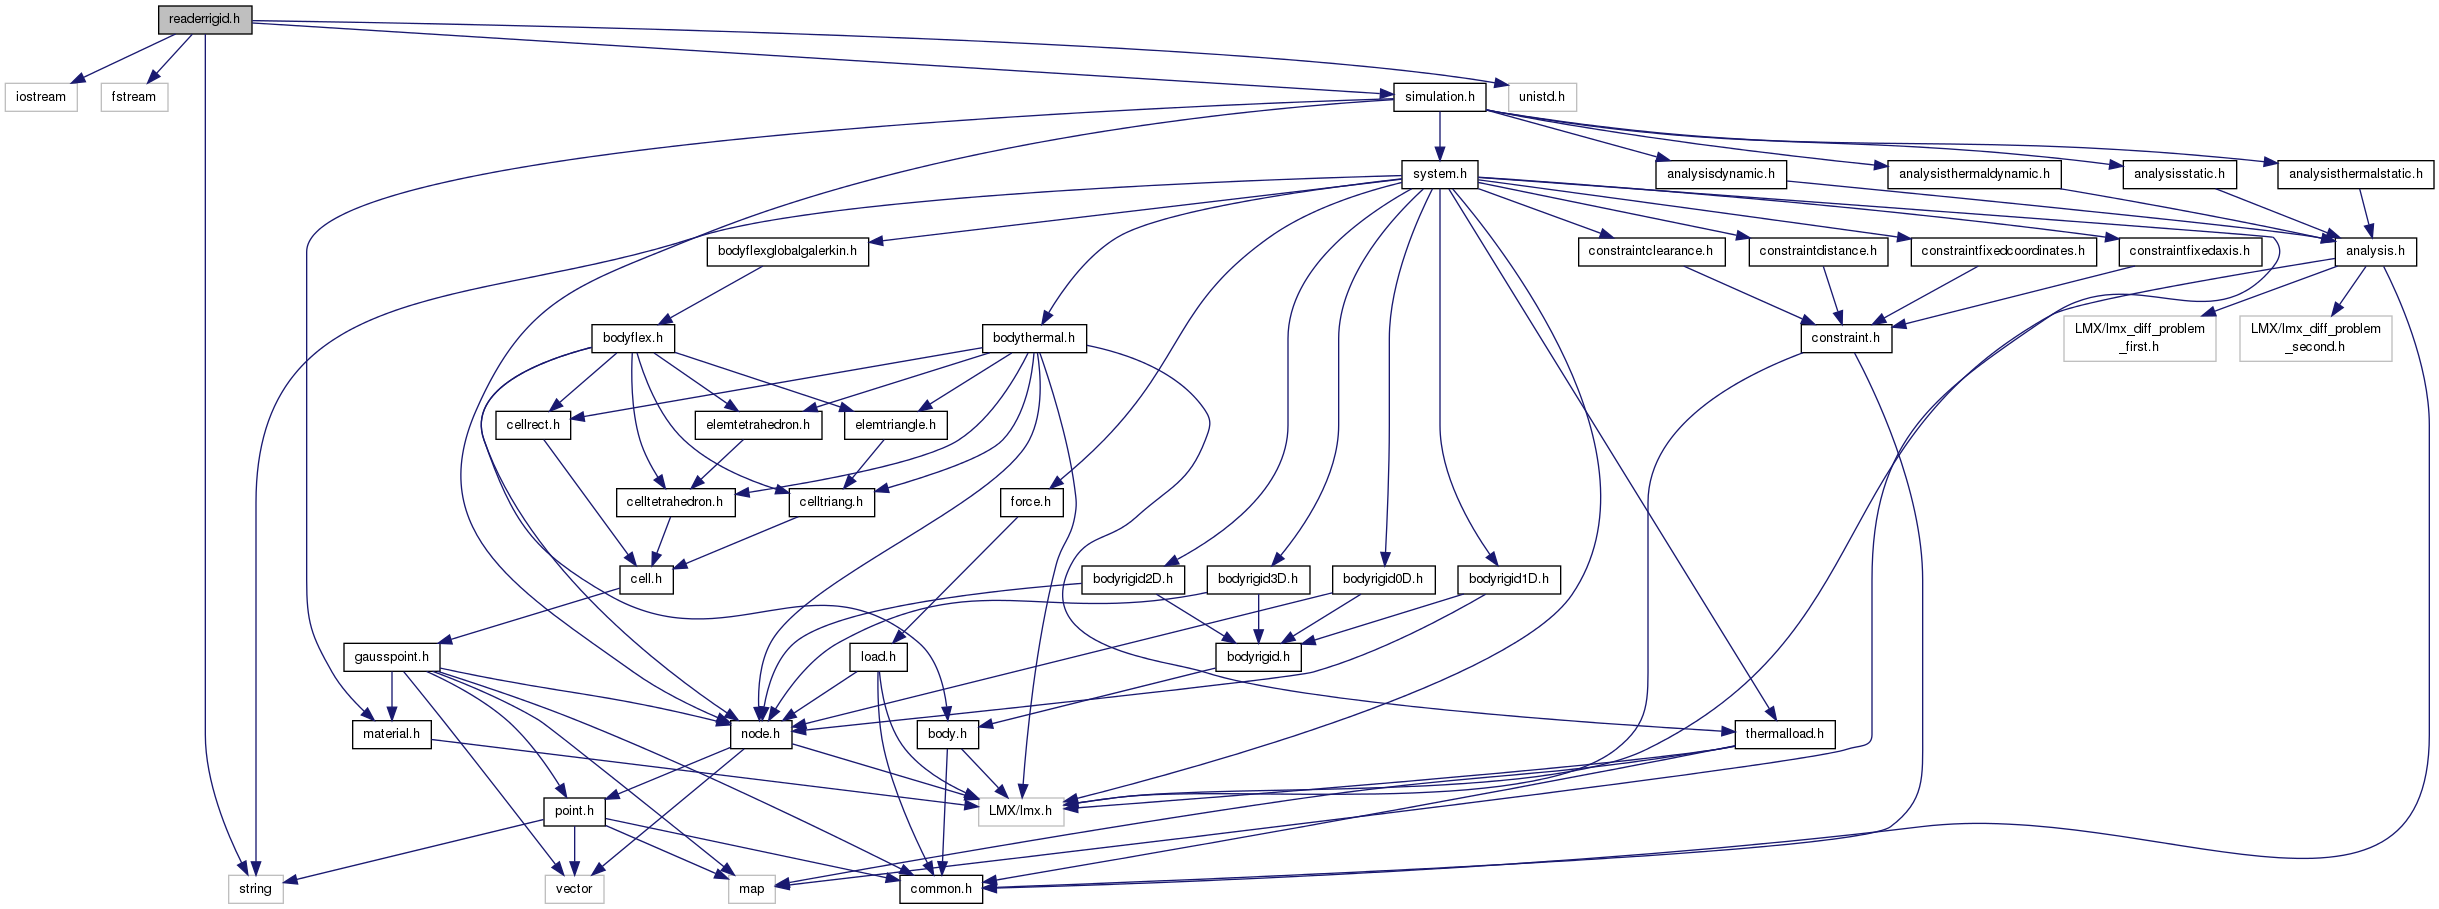 readerrigid.h
iostream
fstream
simulation.h
unistd.h
system.h
analysisdynamic.h
analysisthermaldynamic.h
analysisstatic.h
analysisthermalstatic.h
bodyflexglobalgalerkin.h
constraintclearance.h
constraintdistance.h
constraintfixedcoordinates.h
constraintfixedaxis.h
analysis.h
bodyflex.h
bodythermal.h
constraint.h
LMX/lmx_diff_problem
_first.h
LMX/lmx_diff_problem
_second.h
cellrect.h
elemtetrahedron.h
elemtriangle.h
celltetrahedron.h
celltriang.h
force.h
cell.h
bodyrigid2D.h
bodyrigid3D.h
bodyrigid0D.h
bodyrigid1D.h
gausspoint.h
load.h
bodyrigid.h
material.h
node.h
body.h
thermalload.h
point.h
LMX/lmx.h
string
vector
map
common.h